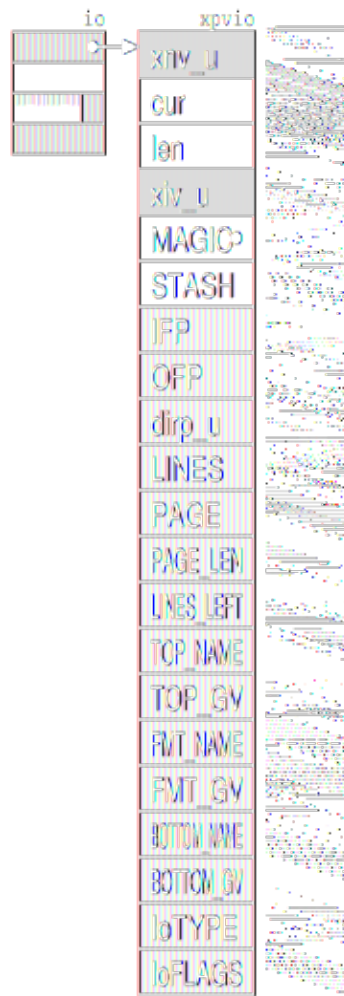 io xpvio
xnv_u
cur
len
xiv_u
MAGIC
STASH
IFP
OFP
dirp_u
LINES
PAGE
PAGE_LEN
LINES_LEFT
TOP_NAME
TOP_GV
FMT_NAME
FMT_GV
BOTTOM_NAME
BOTTOM_GV
IoTYPE
IoFLAGS